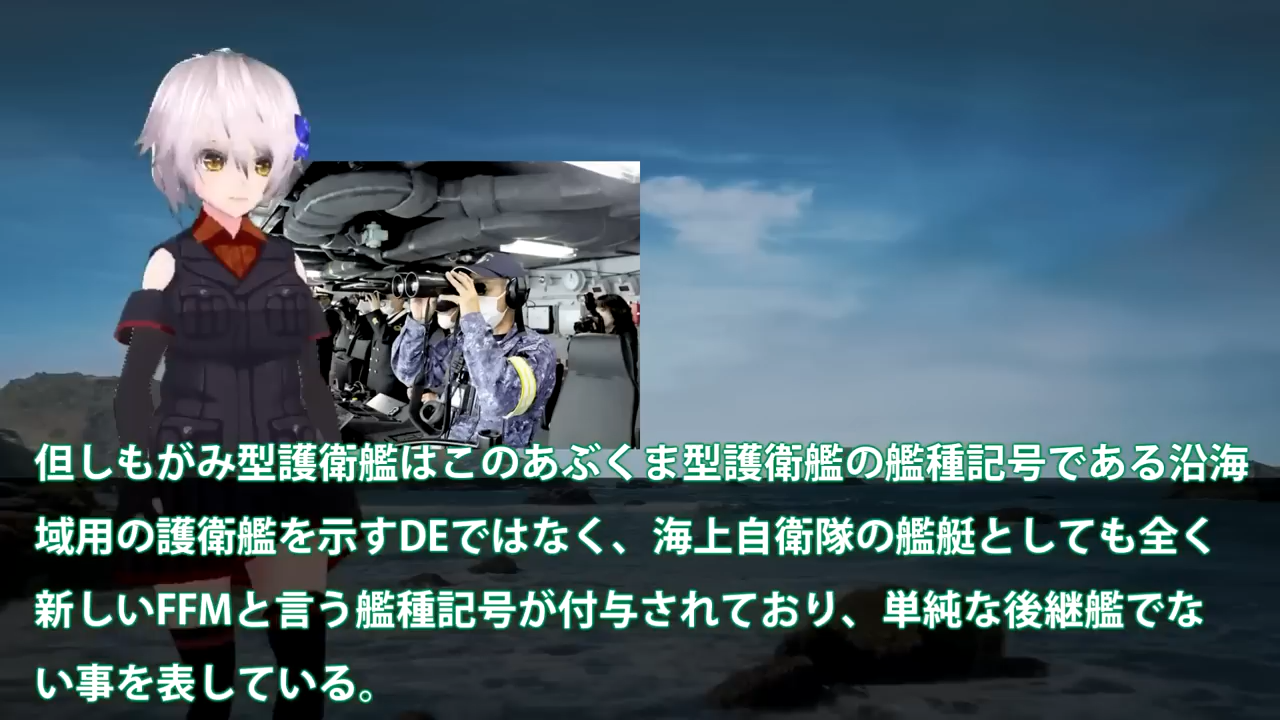 但しもがみ型護衛艦はこのあぶくま型護衛艦の艦種記号である沿海
域用の護衛艦を示すDEではなく、海上自衛隊の艦艇としても全く
新しいFFMと言う艦種記号が付与されており、単純な後継艦でな
い事を表している。